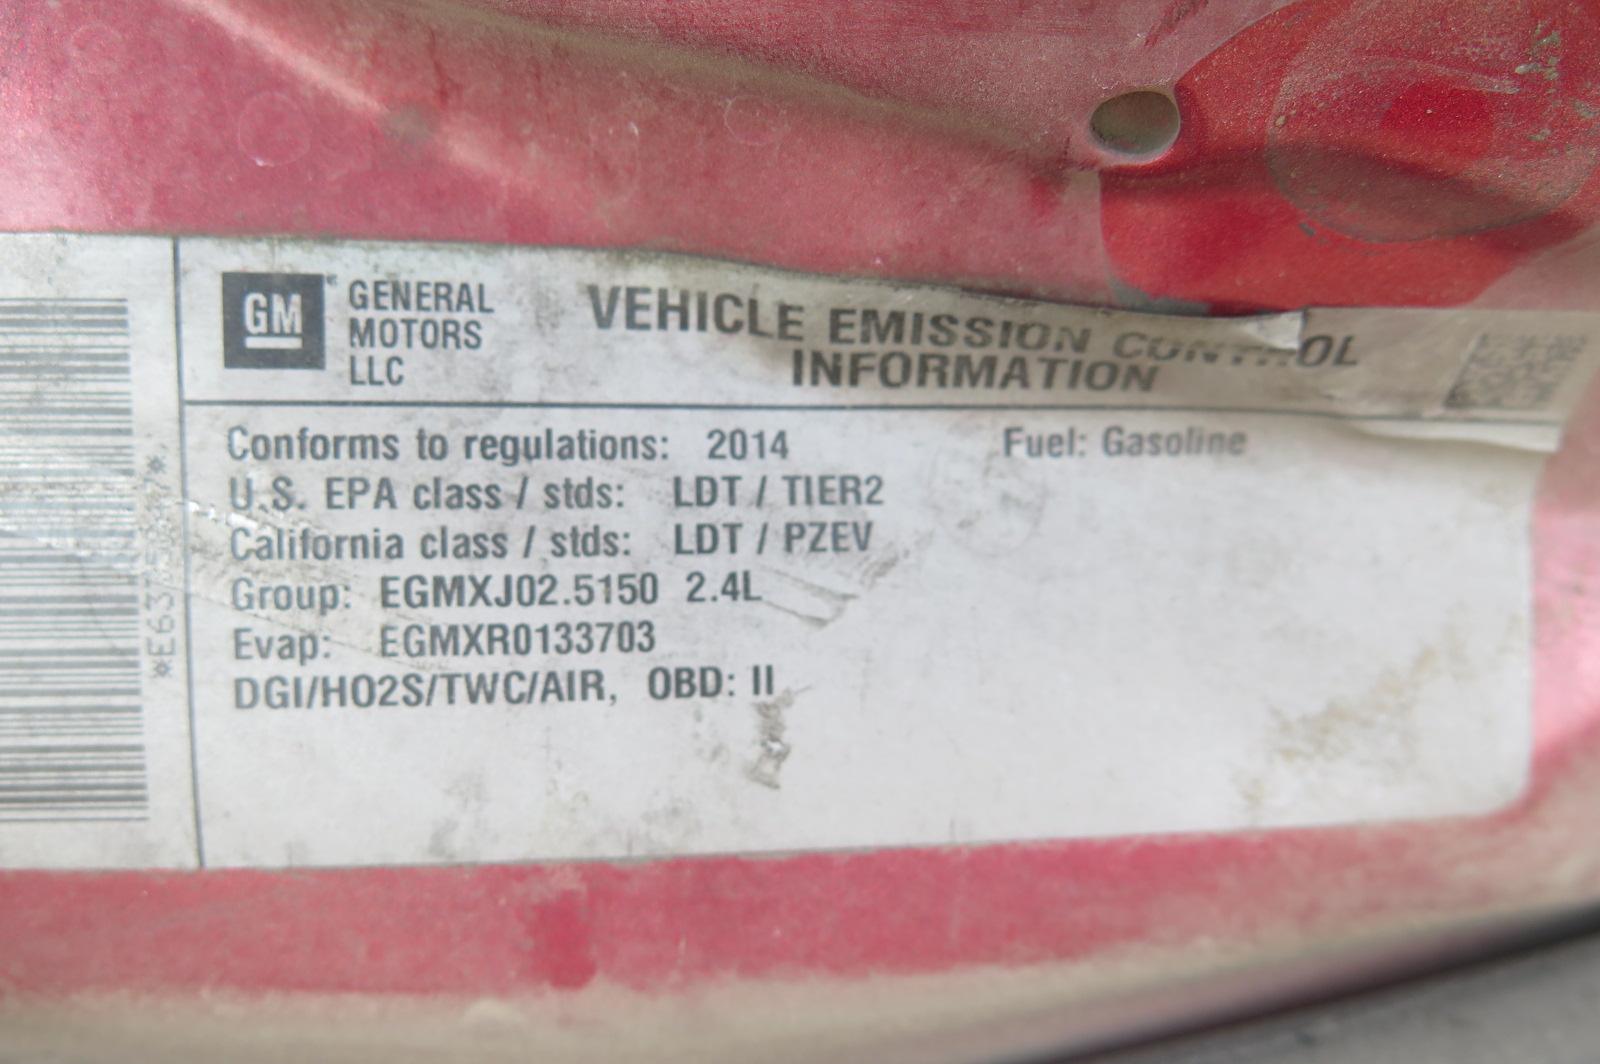 GM
GENERAL
MOTORS
LLC
VEHICLE EMISSION CONTROL
INFORMATION
Conforms to regulations: 2014 Fuel: Gasoline
U.S. EPA class / stds: LDT / TIER2
California class / stds: LDT / PZEV
Group: EGMXJ02.5150 2.4L
Evap: EGMXR0133703
DGI/HO2S/TWC/AIR, OBD: II